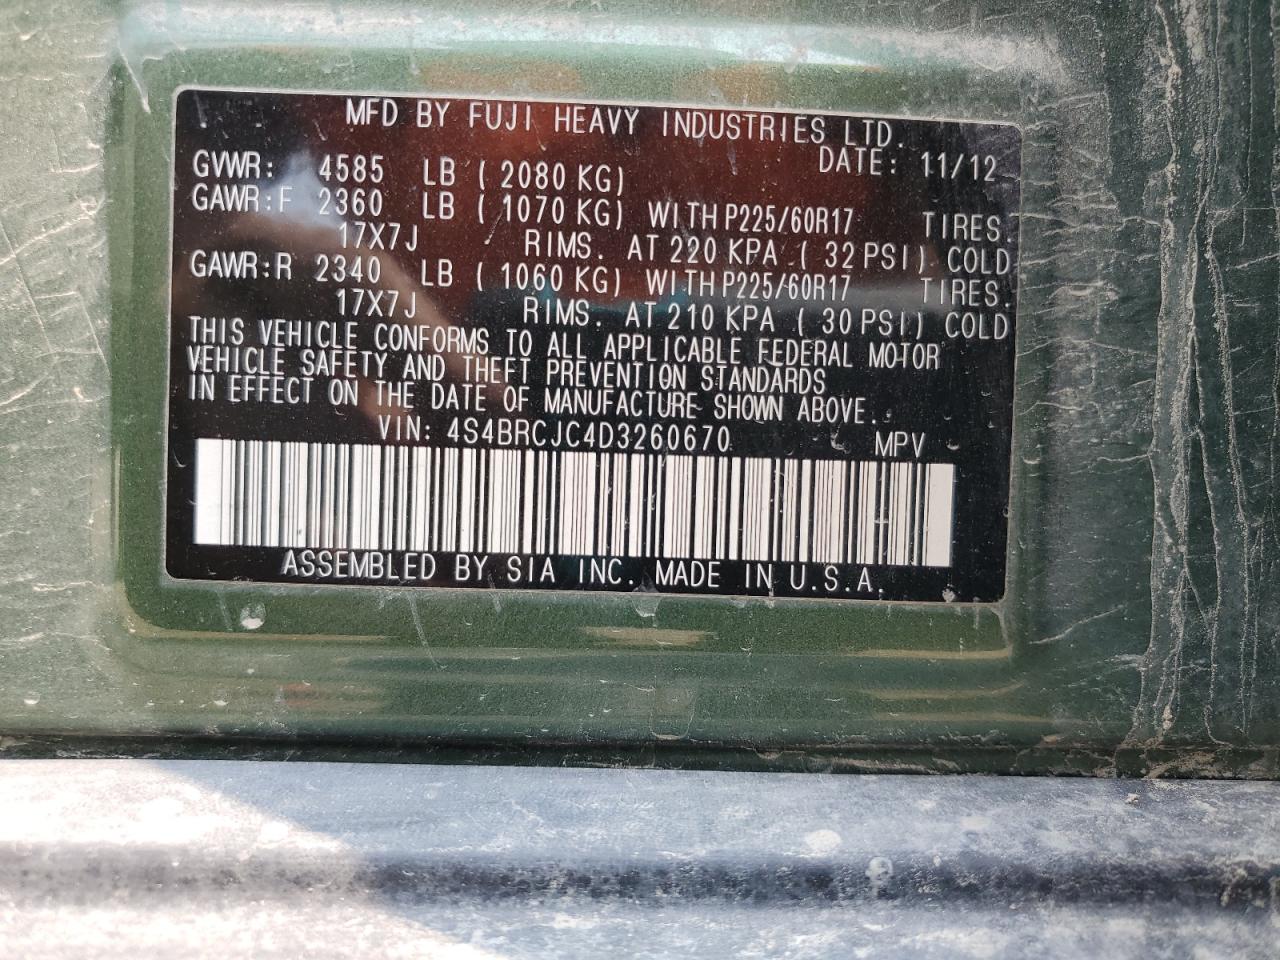 MFD BY FUJI HEAVY INDUSTRIES LTD.
DATE: 11/12
GVWR: 4585 LB ( 2080 KG)
GAWR:F 2360 LB ( 1070 KG) WITH P225/60R17 TIRES.
17X7J RIMS. AT 220 KPA ( 32 PSI) COLD
GAWR:R 2340 LB ( 1060 KG) WITH P225/60R17 TIRES.
17X7J RIMS. AT 210 KPA ( 30 PSI) COLD
THIS VEHICLE CONFORMS TO ALL APPLICABLE FEDERAL MOTOR
VEHICLE SAFETY AND THEFT PREVENTION STANDARDS
IN EFFECT ON THE DATE OF MANUFACTURE SHOWN ABOVE.
VIN: 4S4BRCJC4D3260670 MPV
ASSEMBLED BY SIA INC. MADE IN U.S.A.